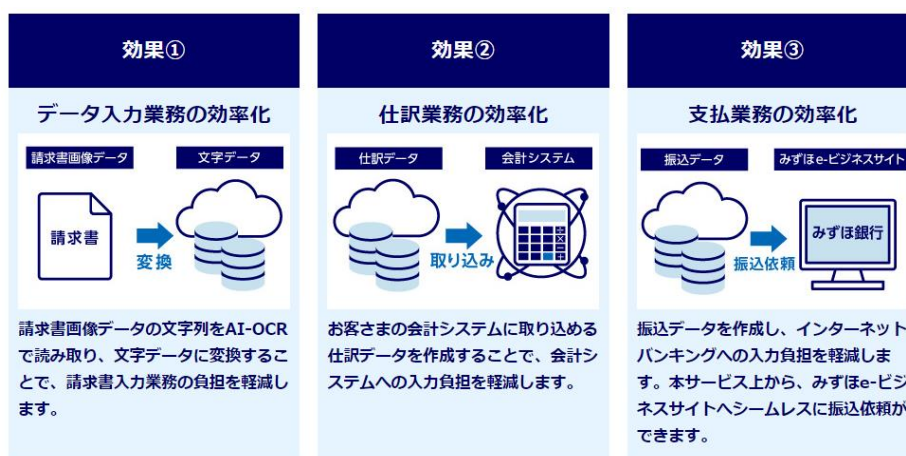 効果①
データ入力業務の効率化
請求書画像データ
文字データ
請求書
変換
請求書画像データの文字列をAI-OCR
で読み取り、文字データに変換するこ
とで、請求書入力業務の負担を軽減し
ます。
効果②
仕訳業務の効率化
仕訳データ
会計システム
取り込み
お客さまの会計システムに取り込める
仕訳データを作成することで、会計シ
ステムへの入力負担を軽減します。
効果③
支払業務の効率化
振込データ
みずほe-ビジネスサイト
みずほ銀行
振込依頼
振込データを作成し、インターネット
バンキングへの入力負担を軽減しま
す。本サービス上から、みずほe-ビジ
ネスサイトへシームレスに振込依頼が
できます。